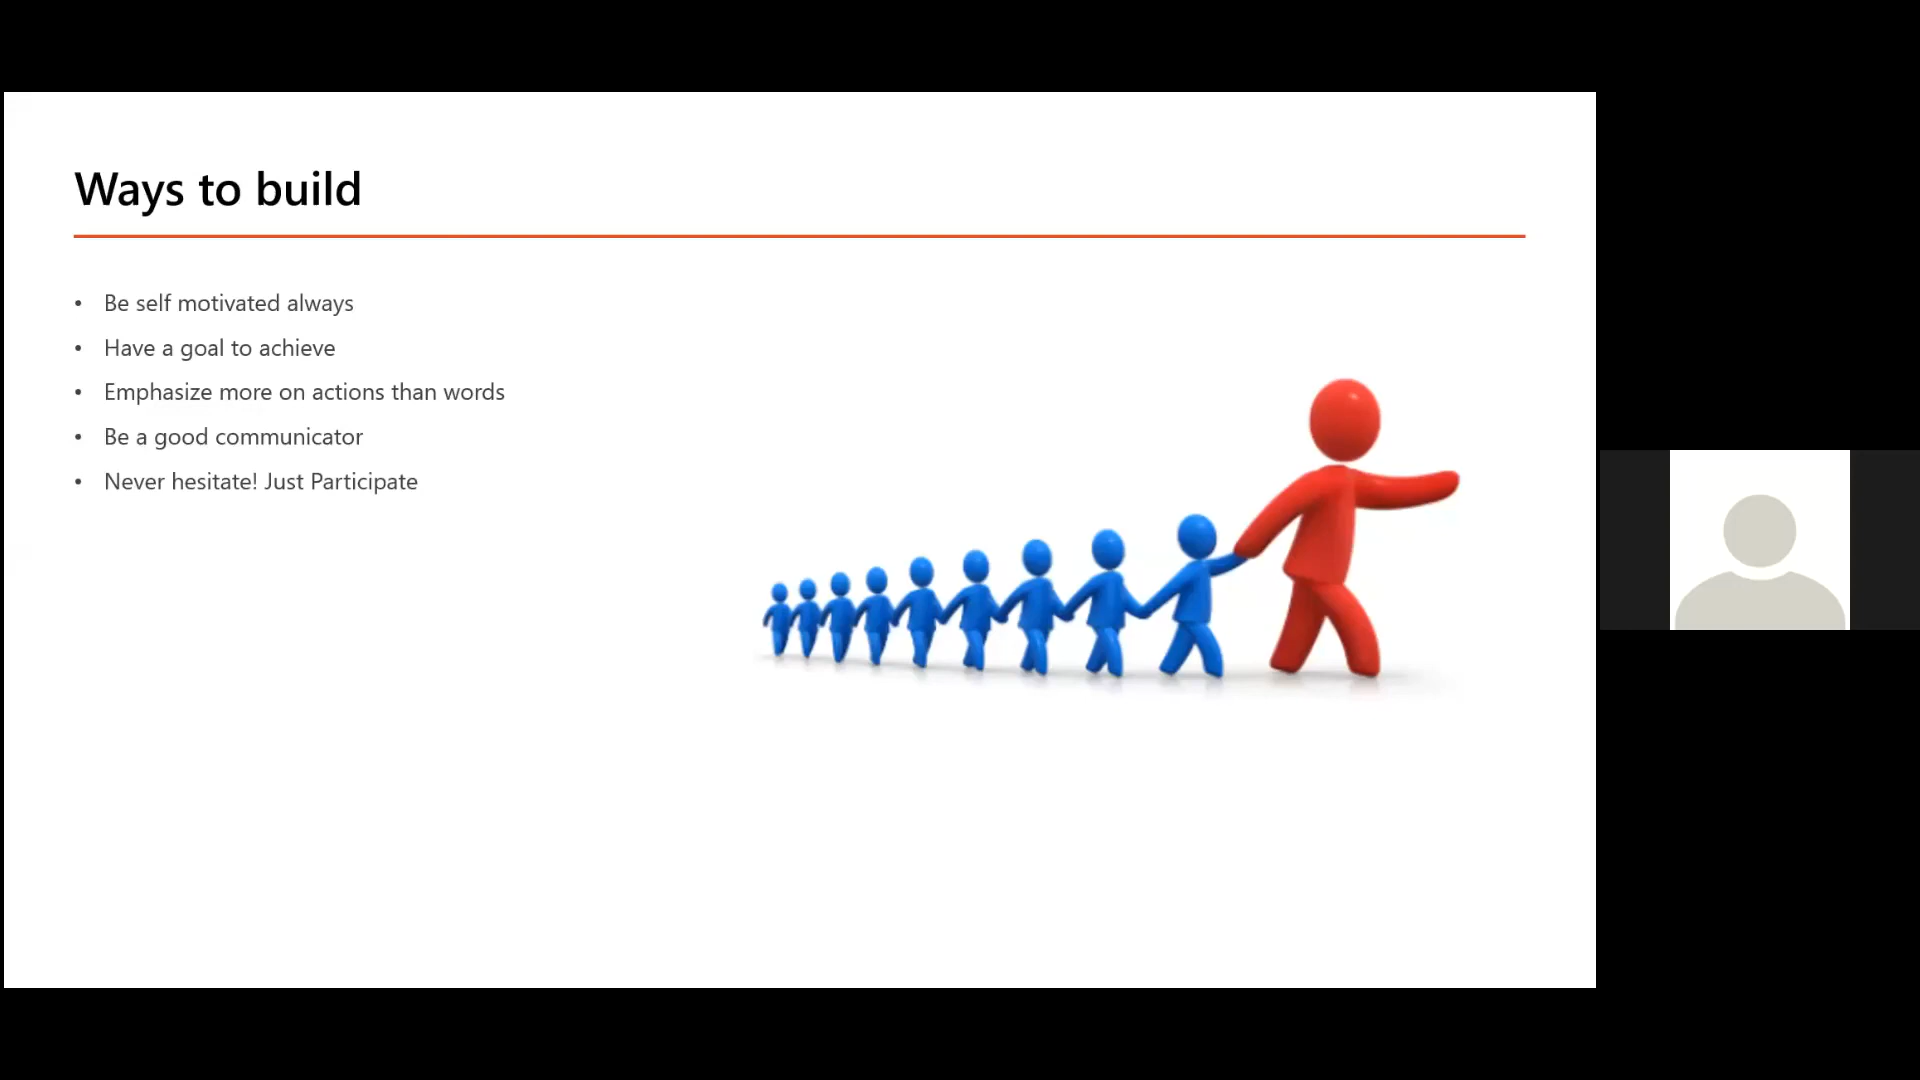 Ways to build
• Be self motivated always
• Have a goal to achieve
• Emphasize more on actions than words
• Be a good communicator
• Never hesitate! Just Participate